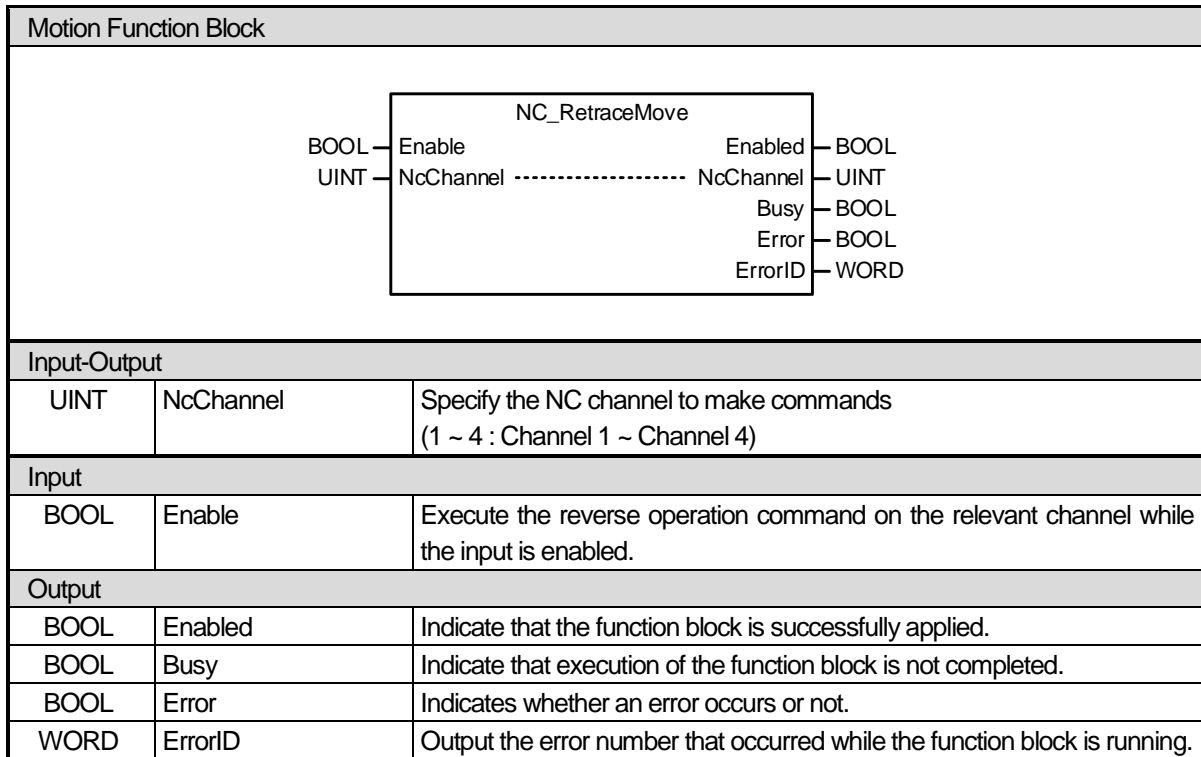 Motion Function Block
NC_RetraceMove
BOOL Enable Enabled BOOL
UINT NcChannel NcChannel UINT
Busy BOOL
Error BOOL
ErrorID WORD
Input-Output
UINT NcChannel Specify the NC channel to make commands
(1 ~ 4 : Channel 1 ~ Channel 4)
Input
BOOL Enable Execute the reverse operation command on the relevant channel while
the input is enabled.
Output
BOOL Enabled Indicate that the function block is successfully applied.
BOOL Busy Indicate that execution of the function block is not completed.
BOOL Error Indicates whether an error occurs or not.
WORD ErrorID Output the error number that occurred while the function block is running.